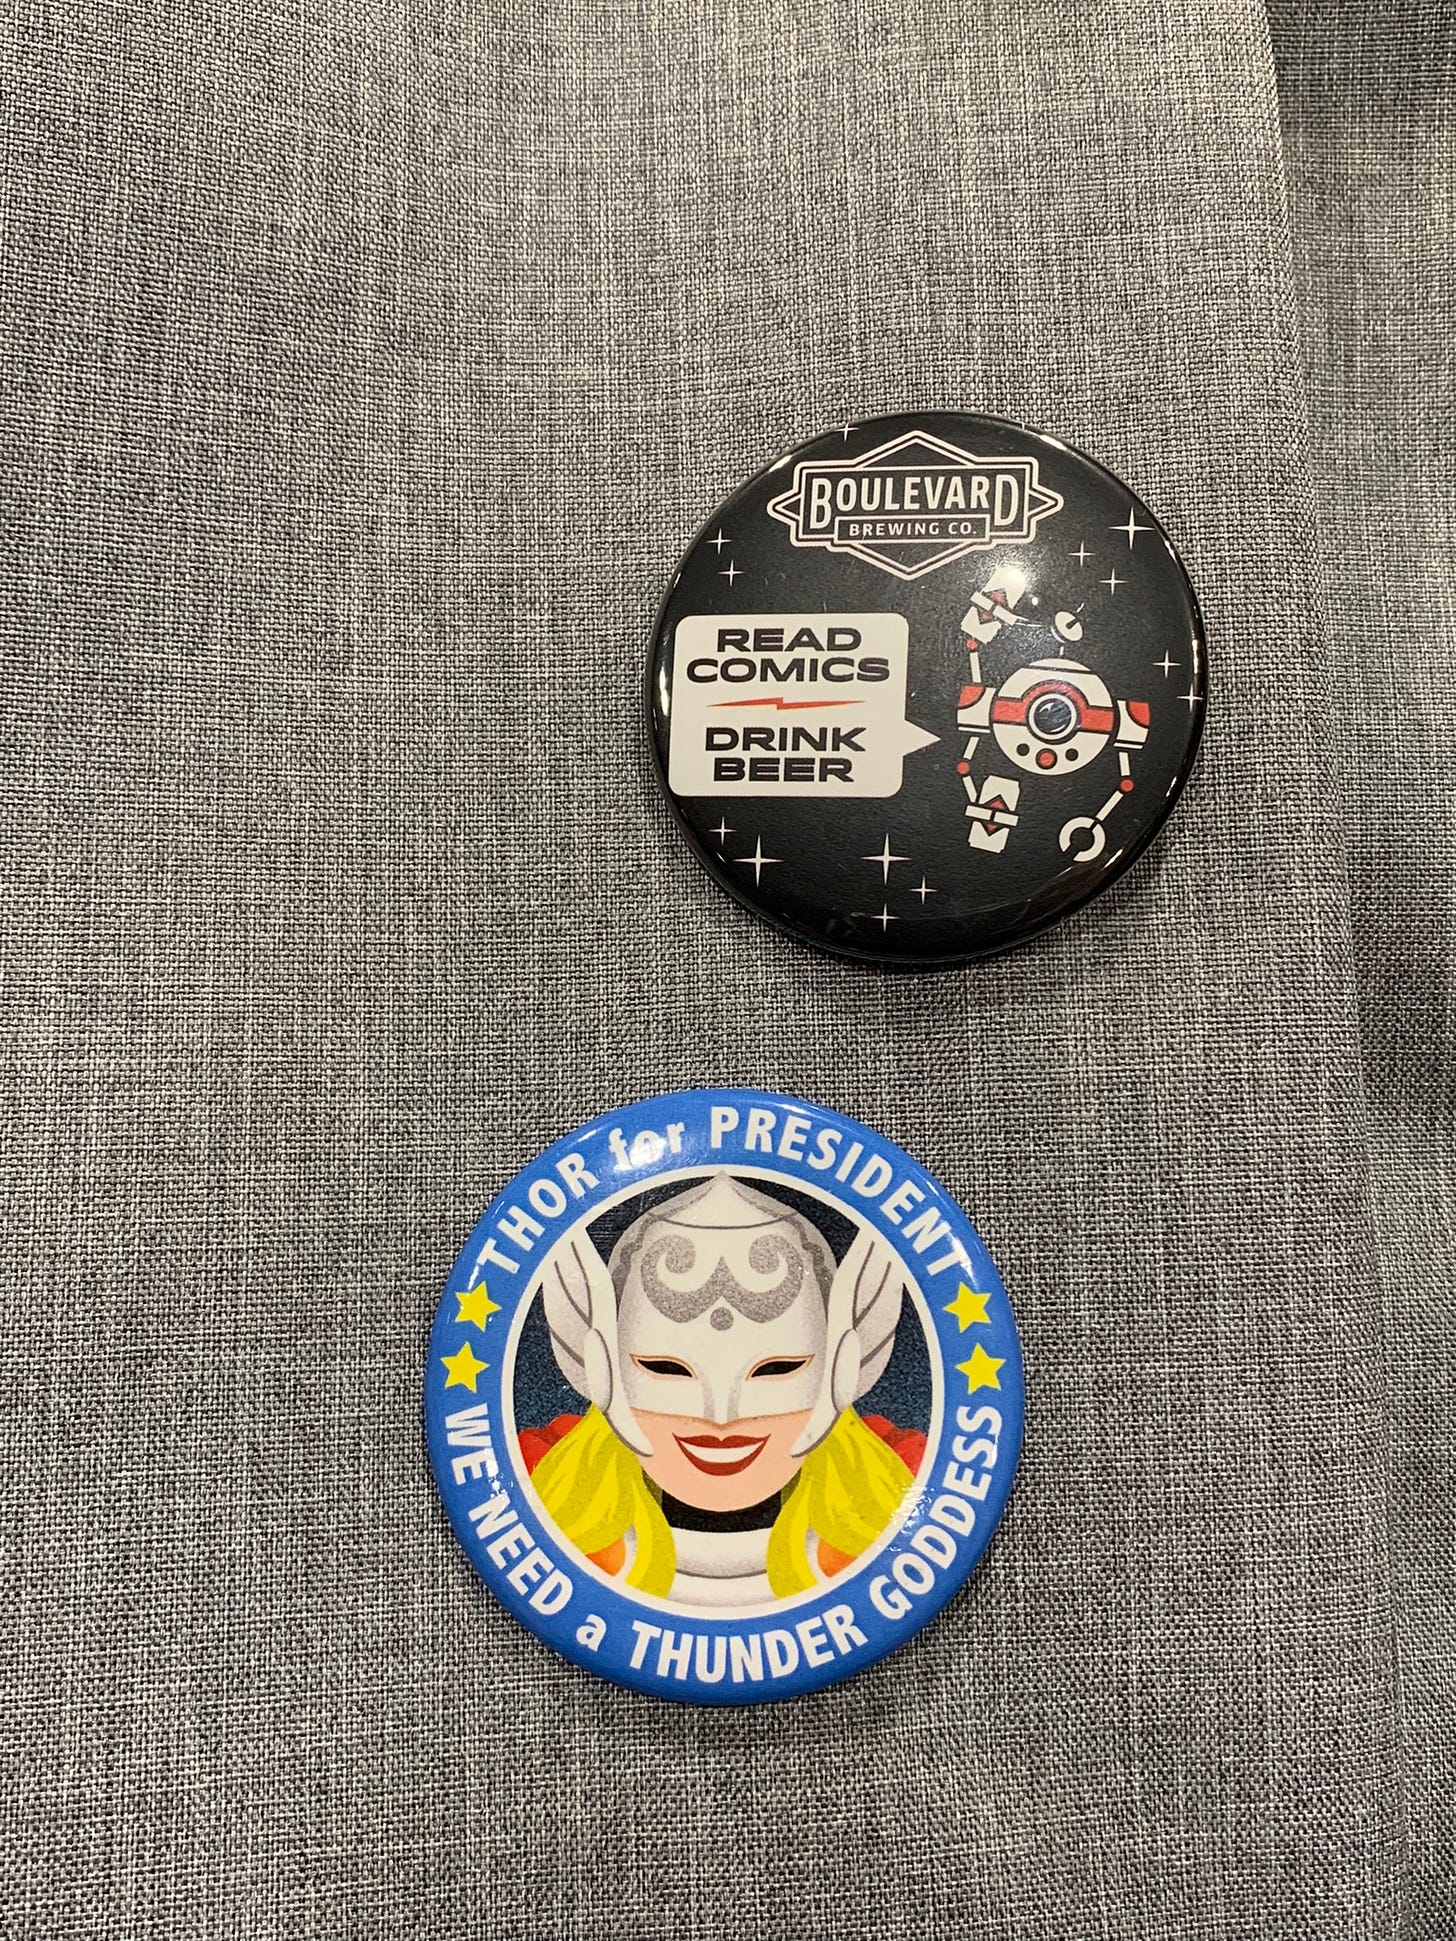 BOULEVARD
BREWING CO.
READ
COMICS
DRINK
BEER
THOR for PRESIDENT
WE NEED a THUNDER GODDESS